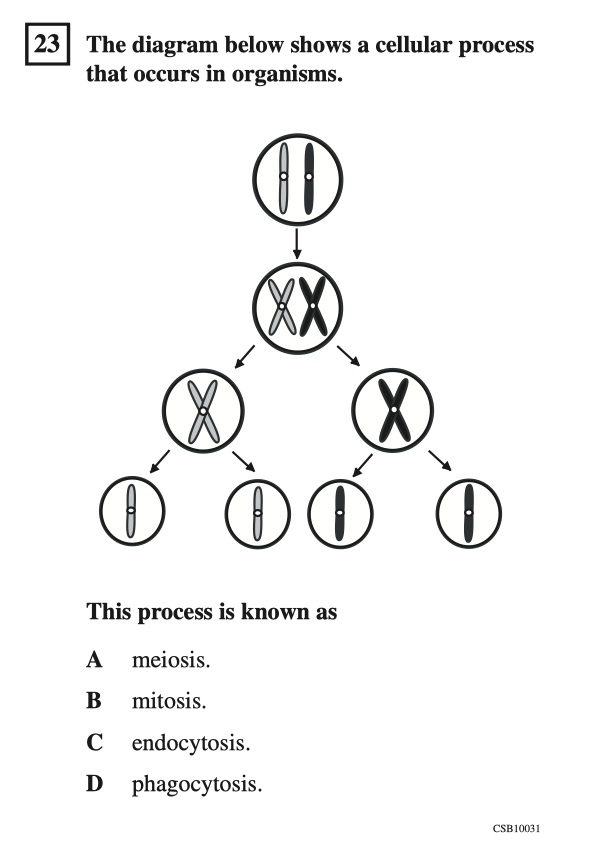 23 The diagram below shows a cellular process
that occurs in organisms.
This process is known as
A meiosis.
B mitosis.
C endocytosis.
D phagocytosis.
CSB10031